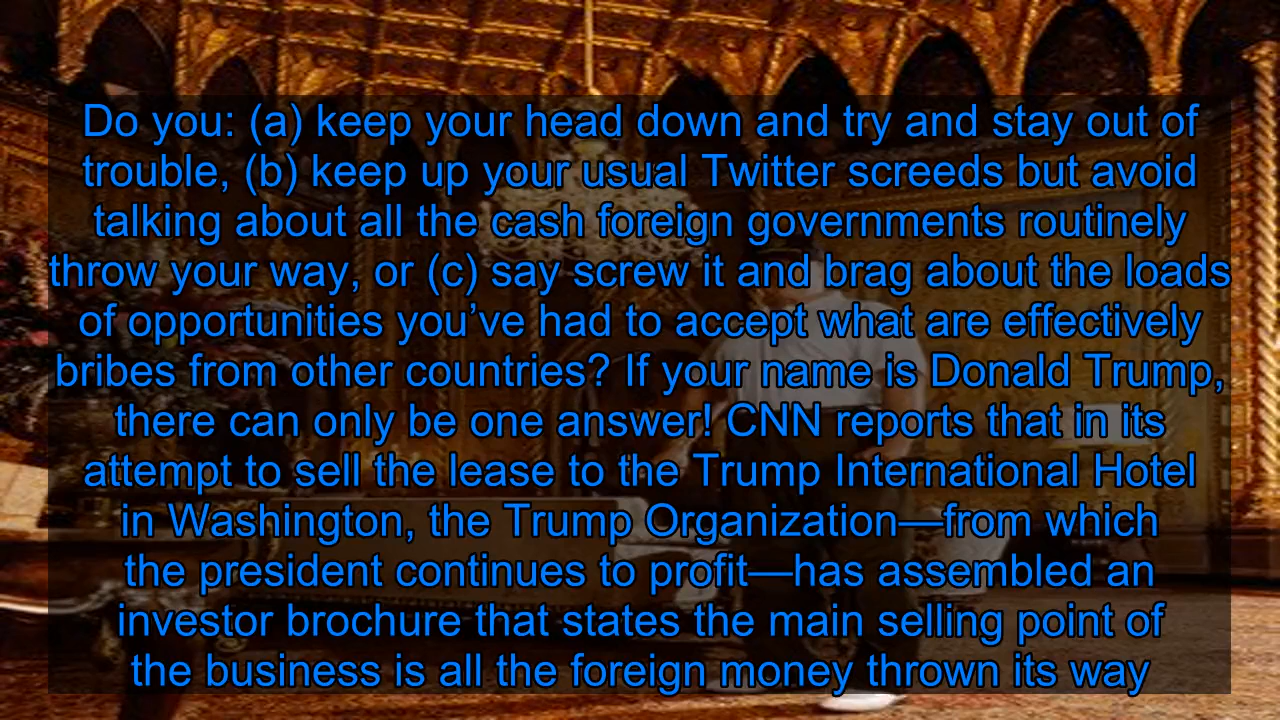 Do you: (a) keep your head down and try and stay out of
trouble, (b) keep up your usual Twitter screeds but avoid
talking about all the cash foreign governments routinely
throw your way, or (c) say screw it and brag about the loads
of opportunities you’ve had to accept what are effectively
bribes from other countries? If your name is Donald Trump,
there can only be one answer! CNN reports that in its
attempt to sell the lease to the Trump International Hotel
in Washington, the Trump Organization—from which
the president continues to profit—has assembled an
investor brochure that states the main selling point of
the business is all the foreign money thrown its way